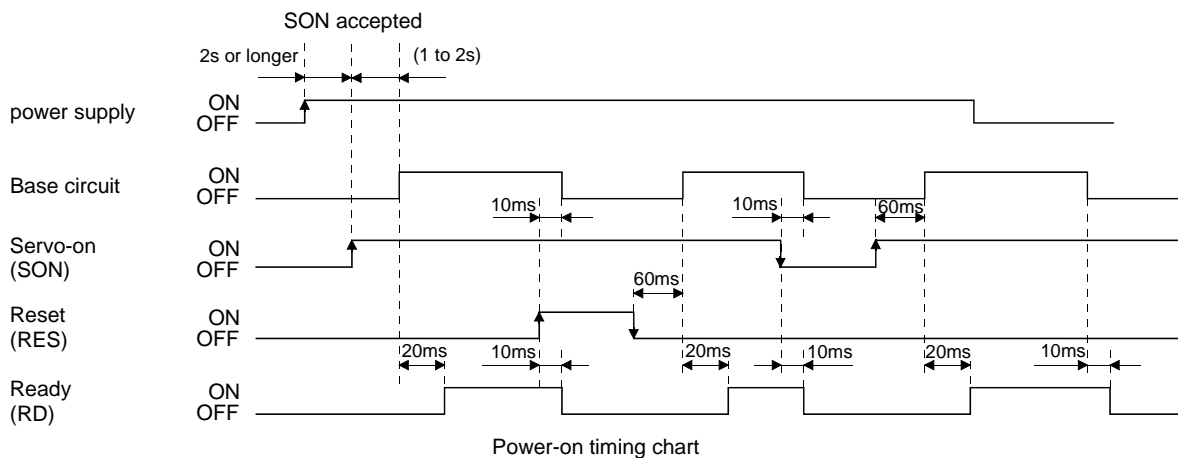 SON accepted
2s or longer
(1 to 2s)
power supply
ON
OFF
Base circuit
ON
OFF
10ms
10ms
60ms
Servo-on
(SON)
ON
OFF
60ms
Reset
(RES)
ON
OFF
20ms
10ms
20ms
10ms
20ms
10ms
Ready
(RD)
ON
OFF
Power-on timing chart